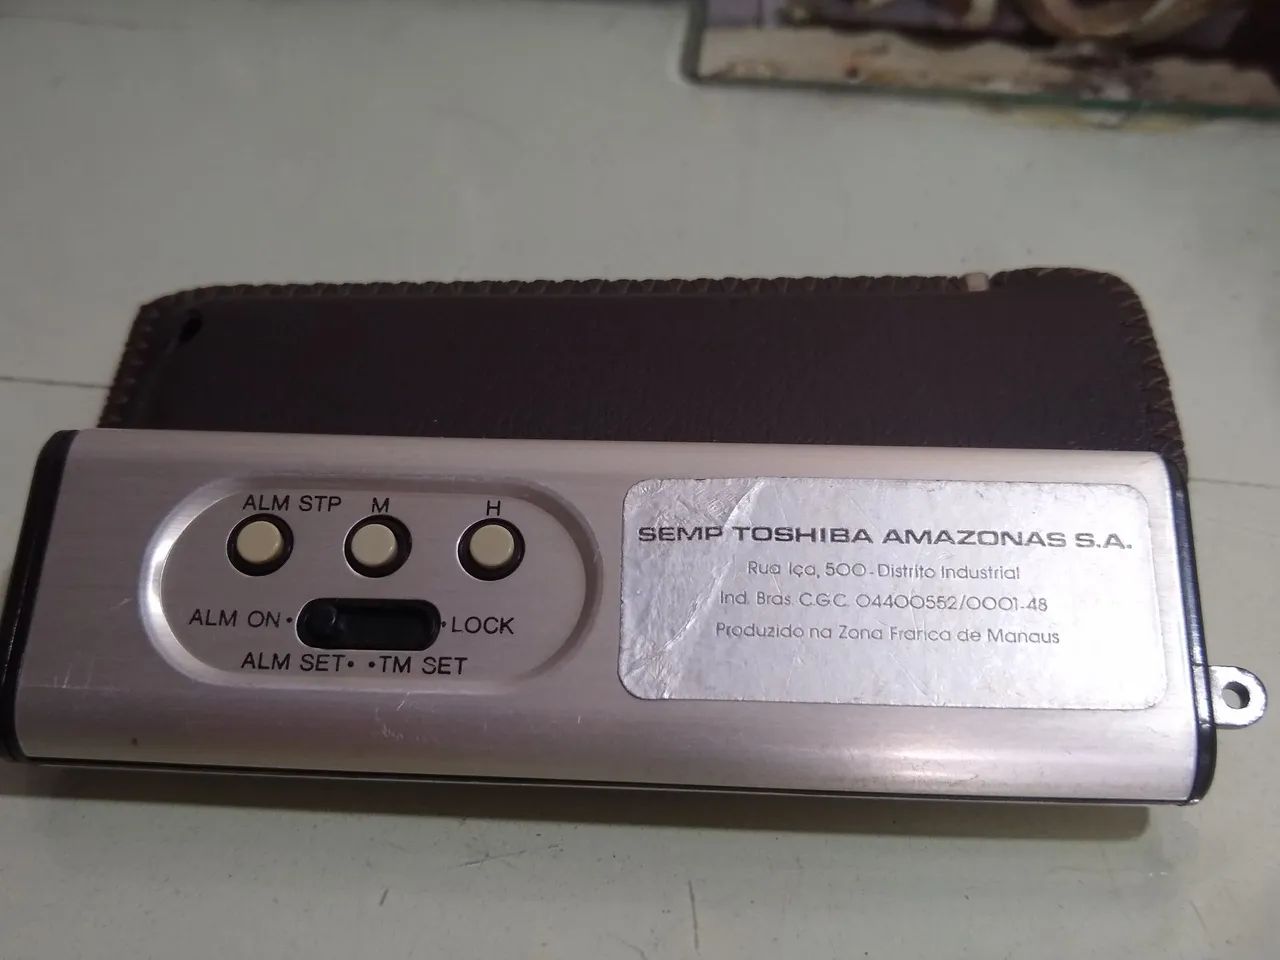 ALM STP M H
ALM ON • • LOCK
ALM SET • • TM SET
SEMP TOSHIBA AMAZONAS S.A.
Rua Iça, 500-Distrito Industrial
Ind. Bras. C.G.C. 04400552/0001-48
Produzido na Zona Franca de Manaus